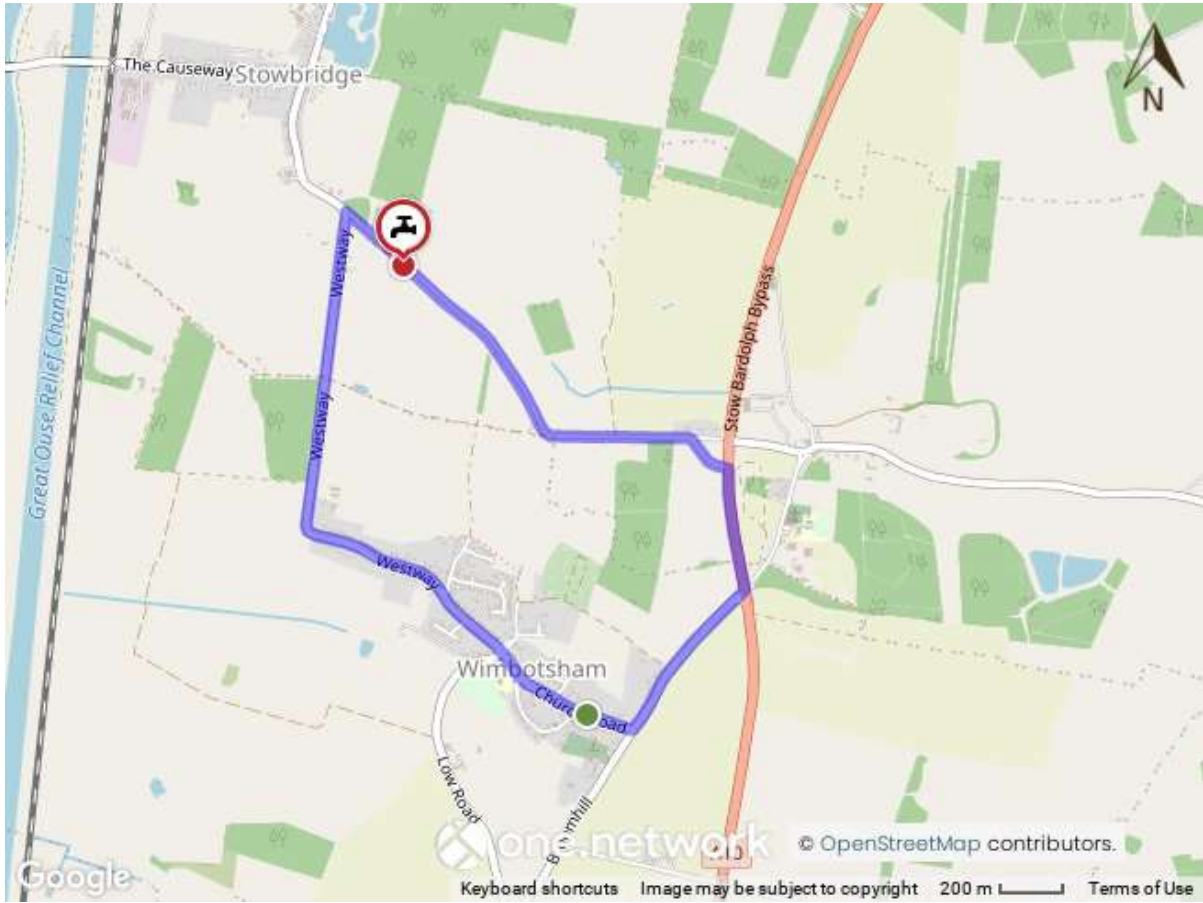 The Causeway
Stowbridge
N
Westway
Westway
Great Ouse Relief Channel
Stow Bardolph Bypass
Westway
Wimbotsham
Low Road
one.network
© OpenStreetMap contributors.
Google
Keyboard shortcuts
Image may be subject to copyright
200 m
Terms of Use